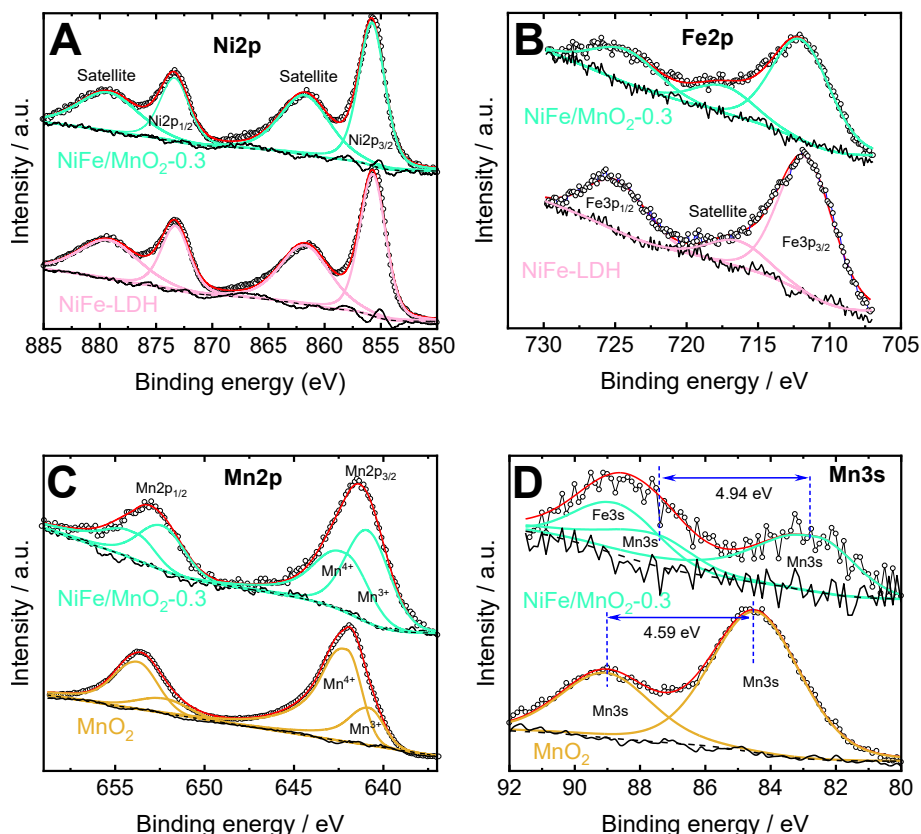 A
Ni2p
Satellite
Satellite
Ni2p1/2
Ni2p3/2
NiFe/MnO2-0.3
NiFe-LDH
Intensity / a.u.
885 880 875 870 865 860 855 850
Binding energy (eV)
B
Fe2p
NiFe/MnO2-0.3
Fe3p1/2
Satellite
Fe3p3/2
NiFe-LDH
Intensity / a.u.
730 725 720 715 710 705
Binding energy / eV
C
Mn2p
Mn2p1/2
Mn2p3/2
Mn4+
Mn3+
NiFe/MnO2-0.3
Mn4+
Mn3+
MnO2
Intensity / a.u.
655 650 645 640
Binding energy / eV
D
Mn3s
4.94 eV
Fe3s
Mn3s
Mn3s
NiFe/MnO2-0.3
4.59 eV
Mn3s
Mn3s
MnO2
Intensity / a.u.
92 90 88 86 84 82 80
Binding energy / eV